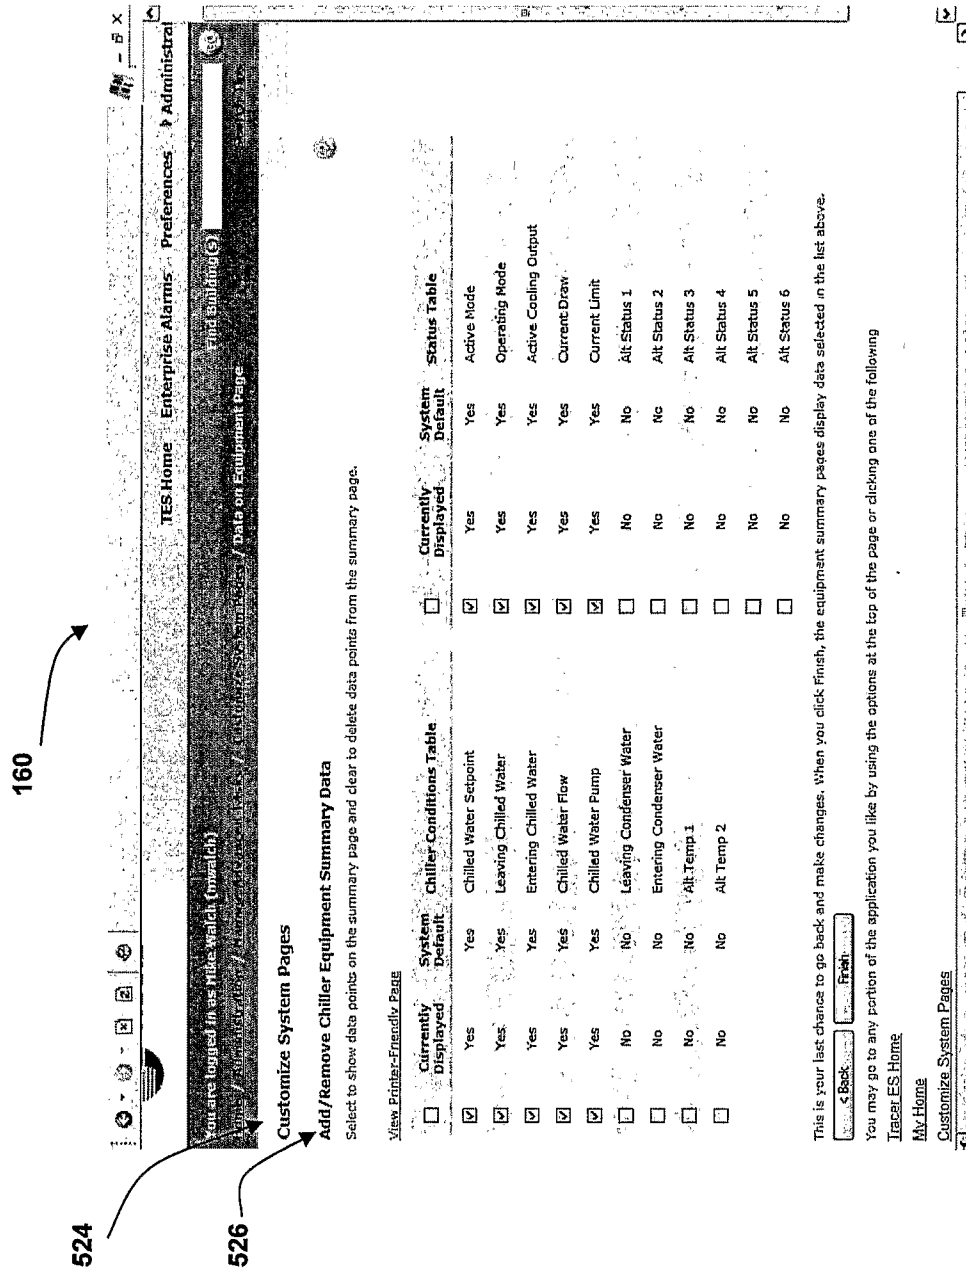 160
524
526
TES Home Enterprise Alarms Preferences Administrat
You are logged in as mike walch (mwalch) Find Building(s)
Home / Administration / / Customize System Pages / Data on Equipment Page
Customize System Pages
Add/Remove Chiller Equipment Summary Data
Select to show data points on the summary page and clear to delete data points from the summary page.
View Printer-Friendly Page
Currently Displayed System Default Chiller Conditions Table Currently Displayed System Default Status Table
Yes Yes Chilled Water Setpoint Yes Yes Active Mode
Yes Yes Leaving Chilled Water Yes Yes Operating Mode
Yes Yes Entering Chilled Water Yes Yes Active Cooling Output
Yes Yes Chilled Water Flow Yes Yes Current Draw
Yes Yes Chilled Water Pump Yes Yes Current Limit
No No Leaving Condenser Water No No Alt Status 1
No No Entering Condenser Water No No Alt Status 2
No No Alt Temp 1 No No Alt Status 3
No No Alt Temp 2 No No Alt Status 4
No No Alt Status 5
No No Alt Status 6
This is your last chance to go back and make changes. When you click Finish, the equipment summary pages display data selected in the list above.
< Back Finish
You may go to any portion of the application you like by using the options at the top of the page or clicking one of the following
Tracer ES Home
My Home
Customize System Pages